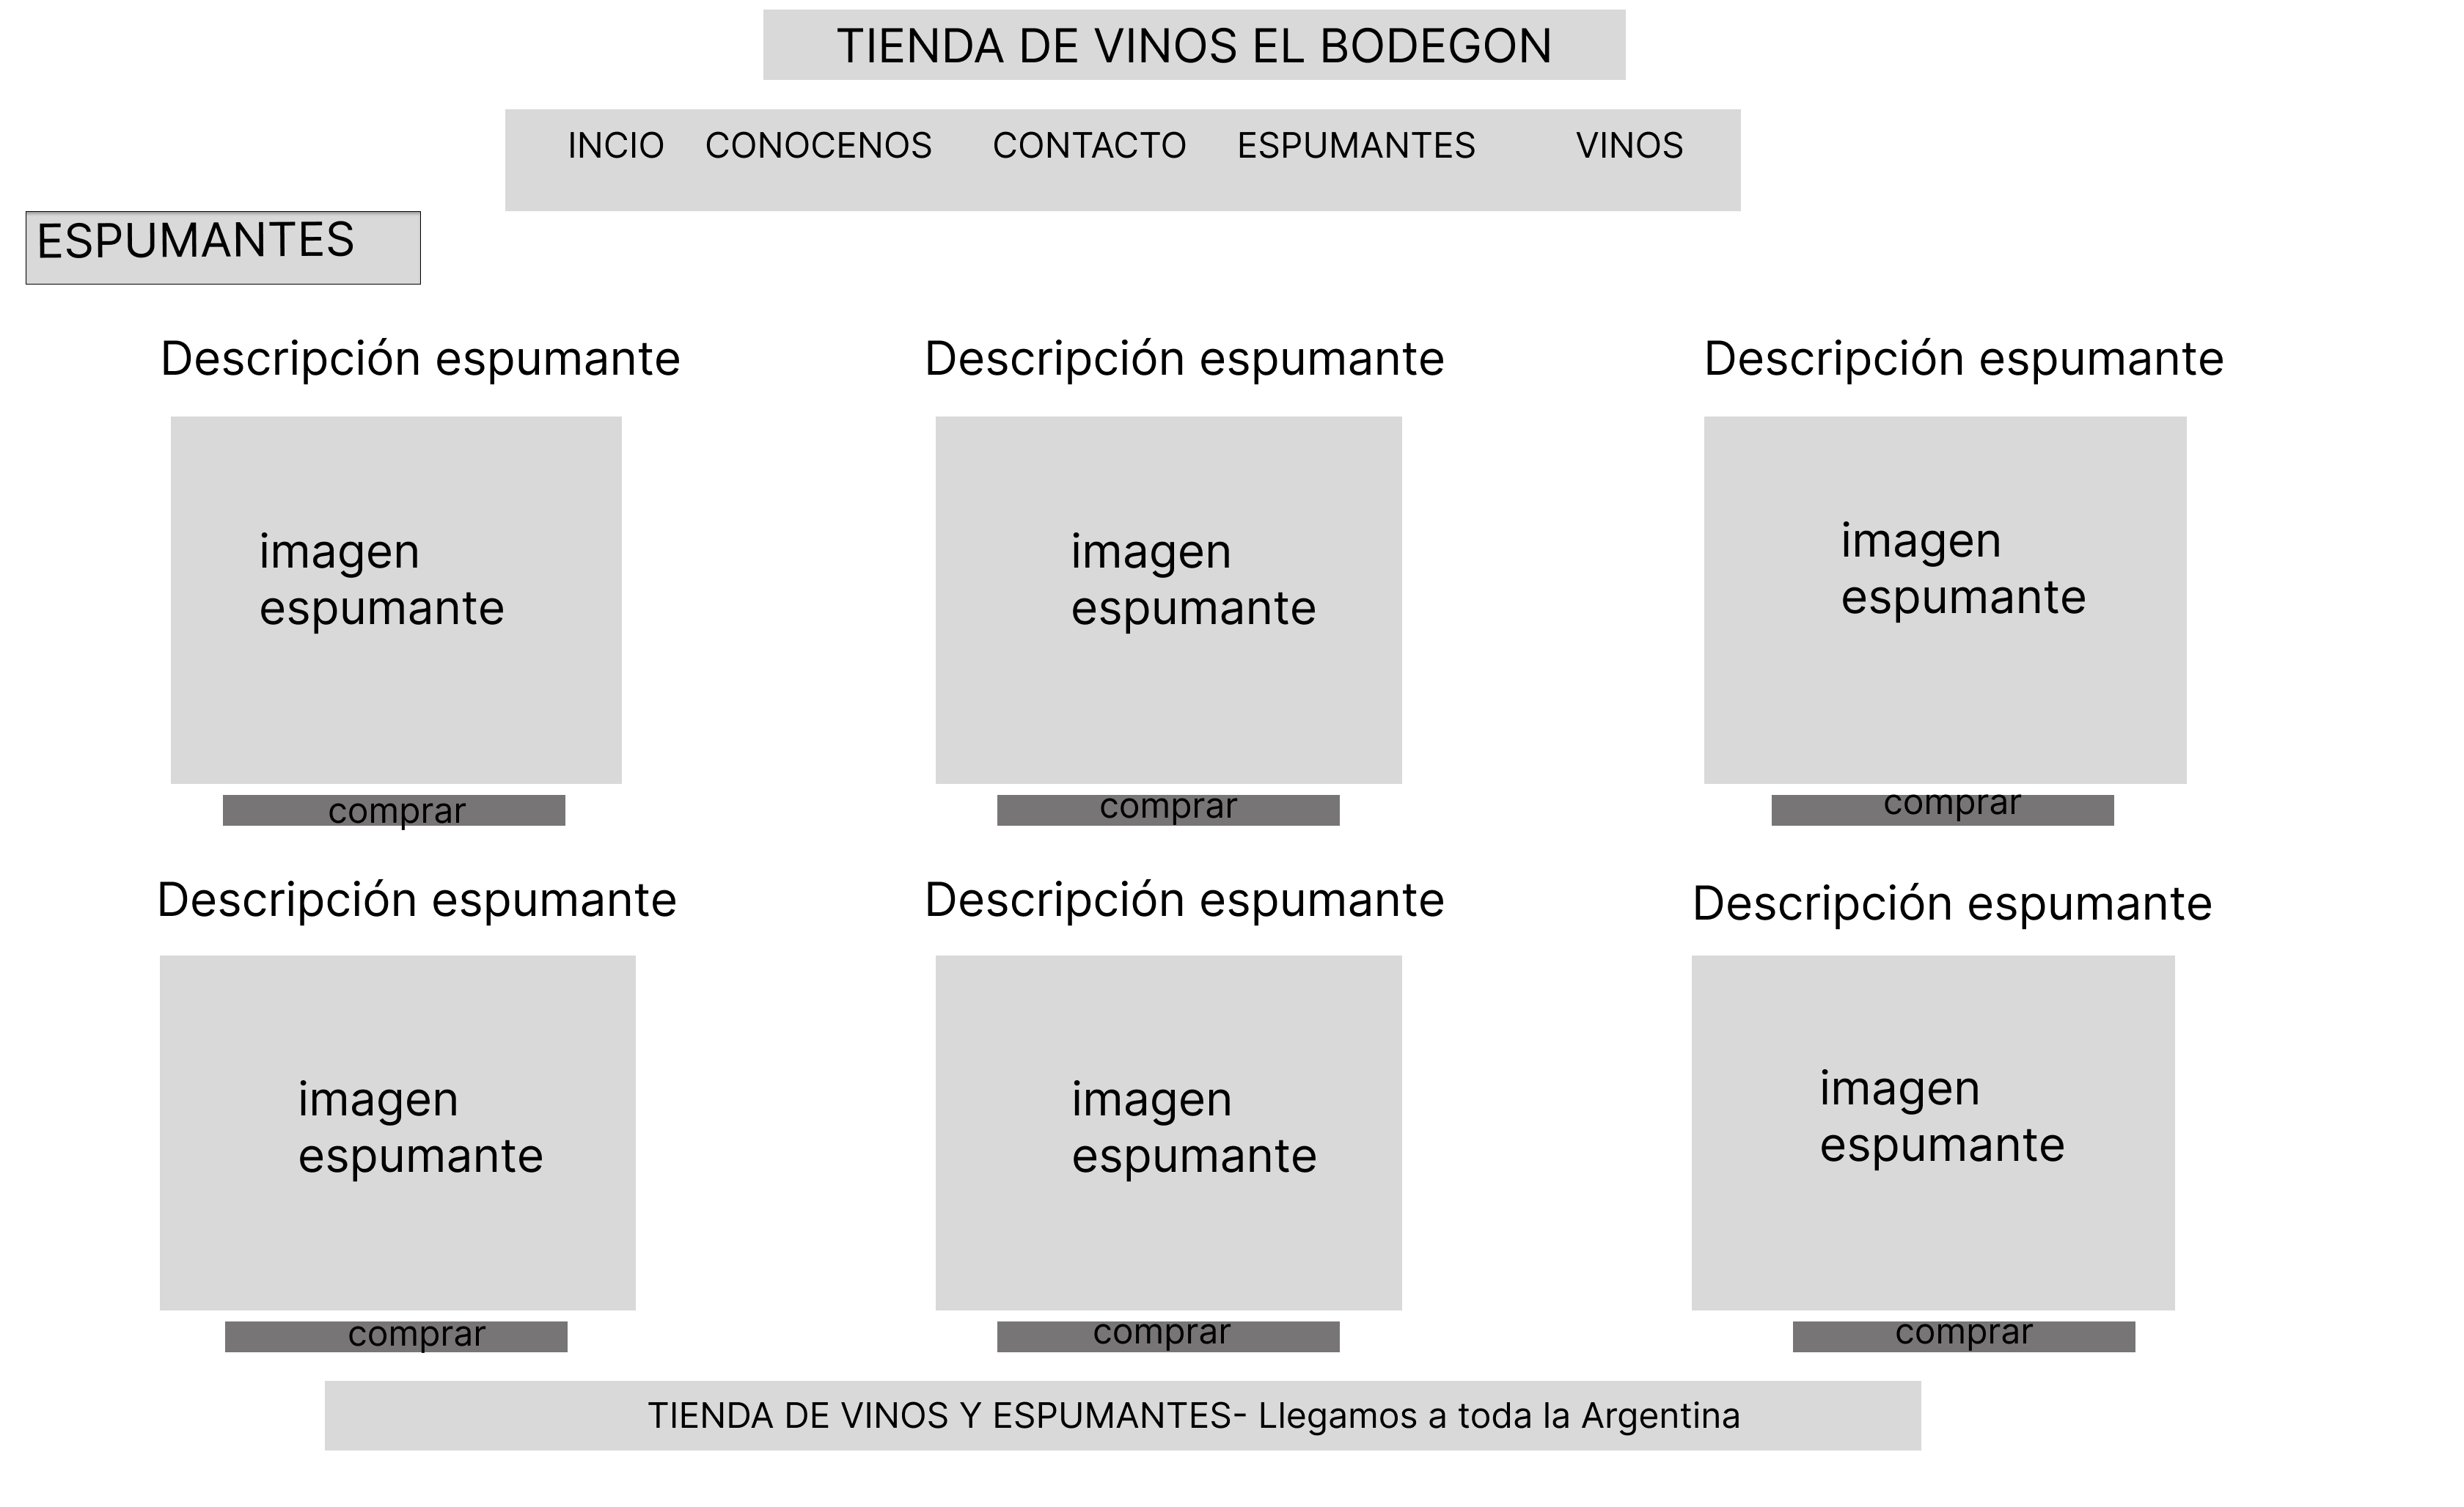 TIENDA DE VINOS EL BODEGON
INCIO CONOCENOS CONTACTO ESPUMANTES VINOS
ESPUMANTES
Descripción espumante
Descripción espumante
Descripción espumante
imagen
espumante
imagen
espumante
imagen
espumante
comprar
comprar
comprar
Descripción espumante
Descripción espumante
Descripción espumante
imagen
espumante
imagen
espumante
imagen
espumante
comprar
comprar
comprar
TIENDA DE VINOS Y ESPUMANTES- Llegamos a toda la Argentina